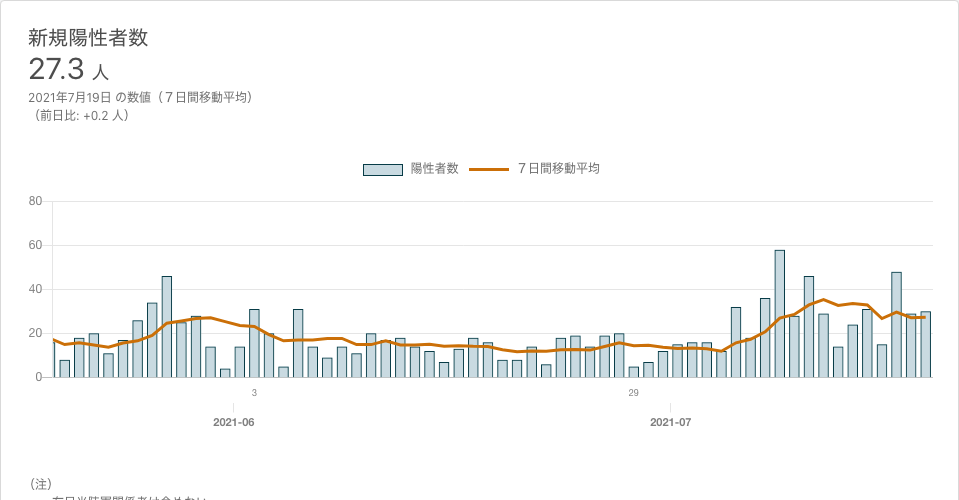 新規陽性者数
27.3 人
2021年7月19日 の数値（７日間移動平均）
（前日比: +0.2 人）
陽性者数 ７日間移動平均
80
60
40
20
0
3 29
2021-06 2021-07
（注）